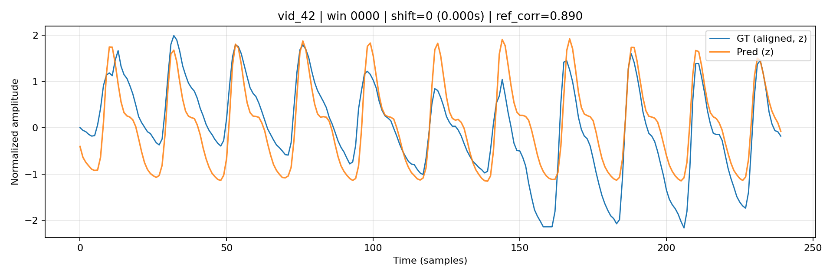 vid_42 | win 0000 | shift=0 (0.000s) | ref_corr=0.890
GT (aligned, z)
Pred (z)
Normalized amplitude
2
1
0
−1
−2
0
50
100
150
200
250
Time (samples)